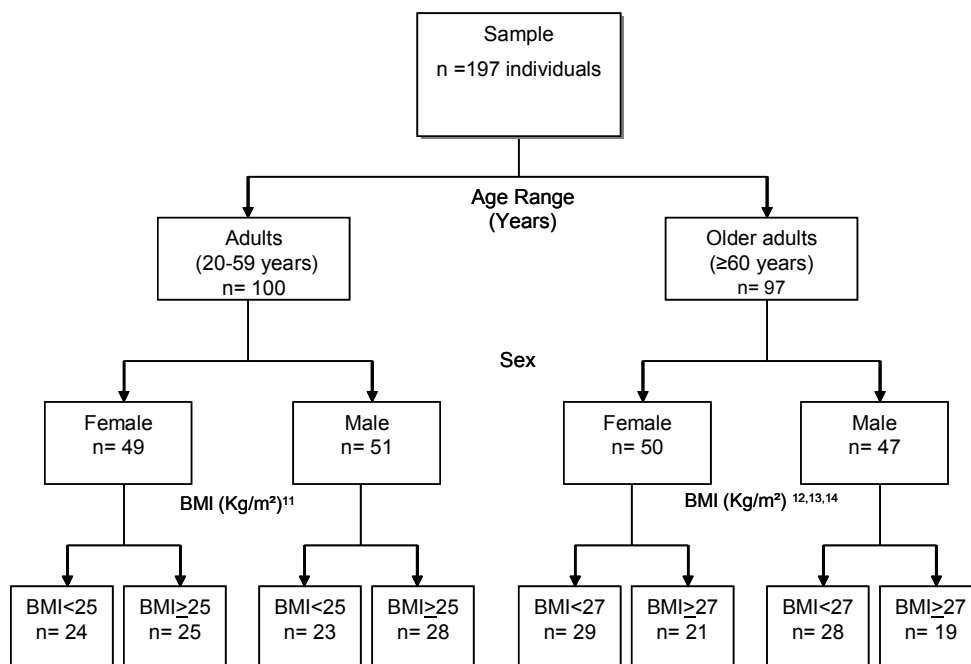 Sample
n =197 individuals
Age Range
(Years)
Adults
(20-59 years)
n= 100
Older adults
(≥60 years)
n= 97
Sex
Female
n= 49
Male
n= 51
Female
n= 50
Male
n= 47
BMI (Kg/m²)¹¹
BMI (Kg/m²) ¹²,¹³,¹⁴
BMI<25
n= 24
BMI≥25
n= 25
BMI<25
n= 23
BMI≥25
n= 28
BMI<27
n= 29
BMI≥27
n= 21
BMI<27
n= 28
BMI≥27
n= 19